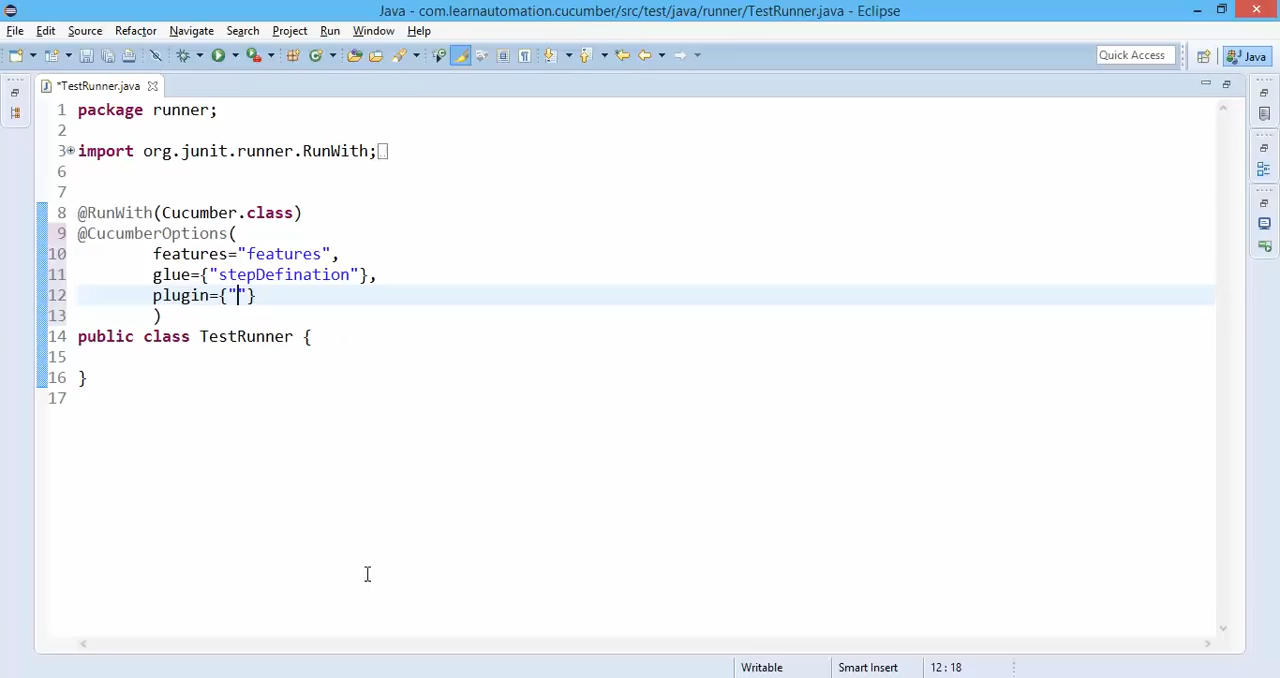 Java - com.learnautomation.cucumber/src/test/java/runner/TestRunner.java - Eclipse
File Edit Source Refactor Navigate Search Project Run Window Help
Quick Access Java
*TestRunner.java
1 package runner;
2
3 import org.junit.runner.RunWith;
6
7
8 @RunWith(Cucumber.class)
9 @CucumberOptions(
10 features="features",
11 glue={"stepDefination"},
12 plugin={""}
13 )
14 public class TestRunner {
15
16 }
17
Writable Smart Insert 12 : 18